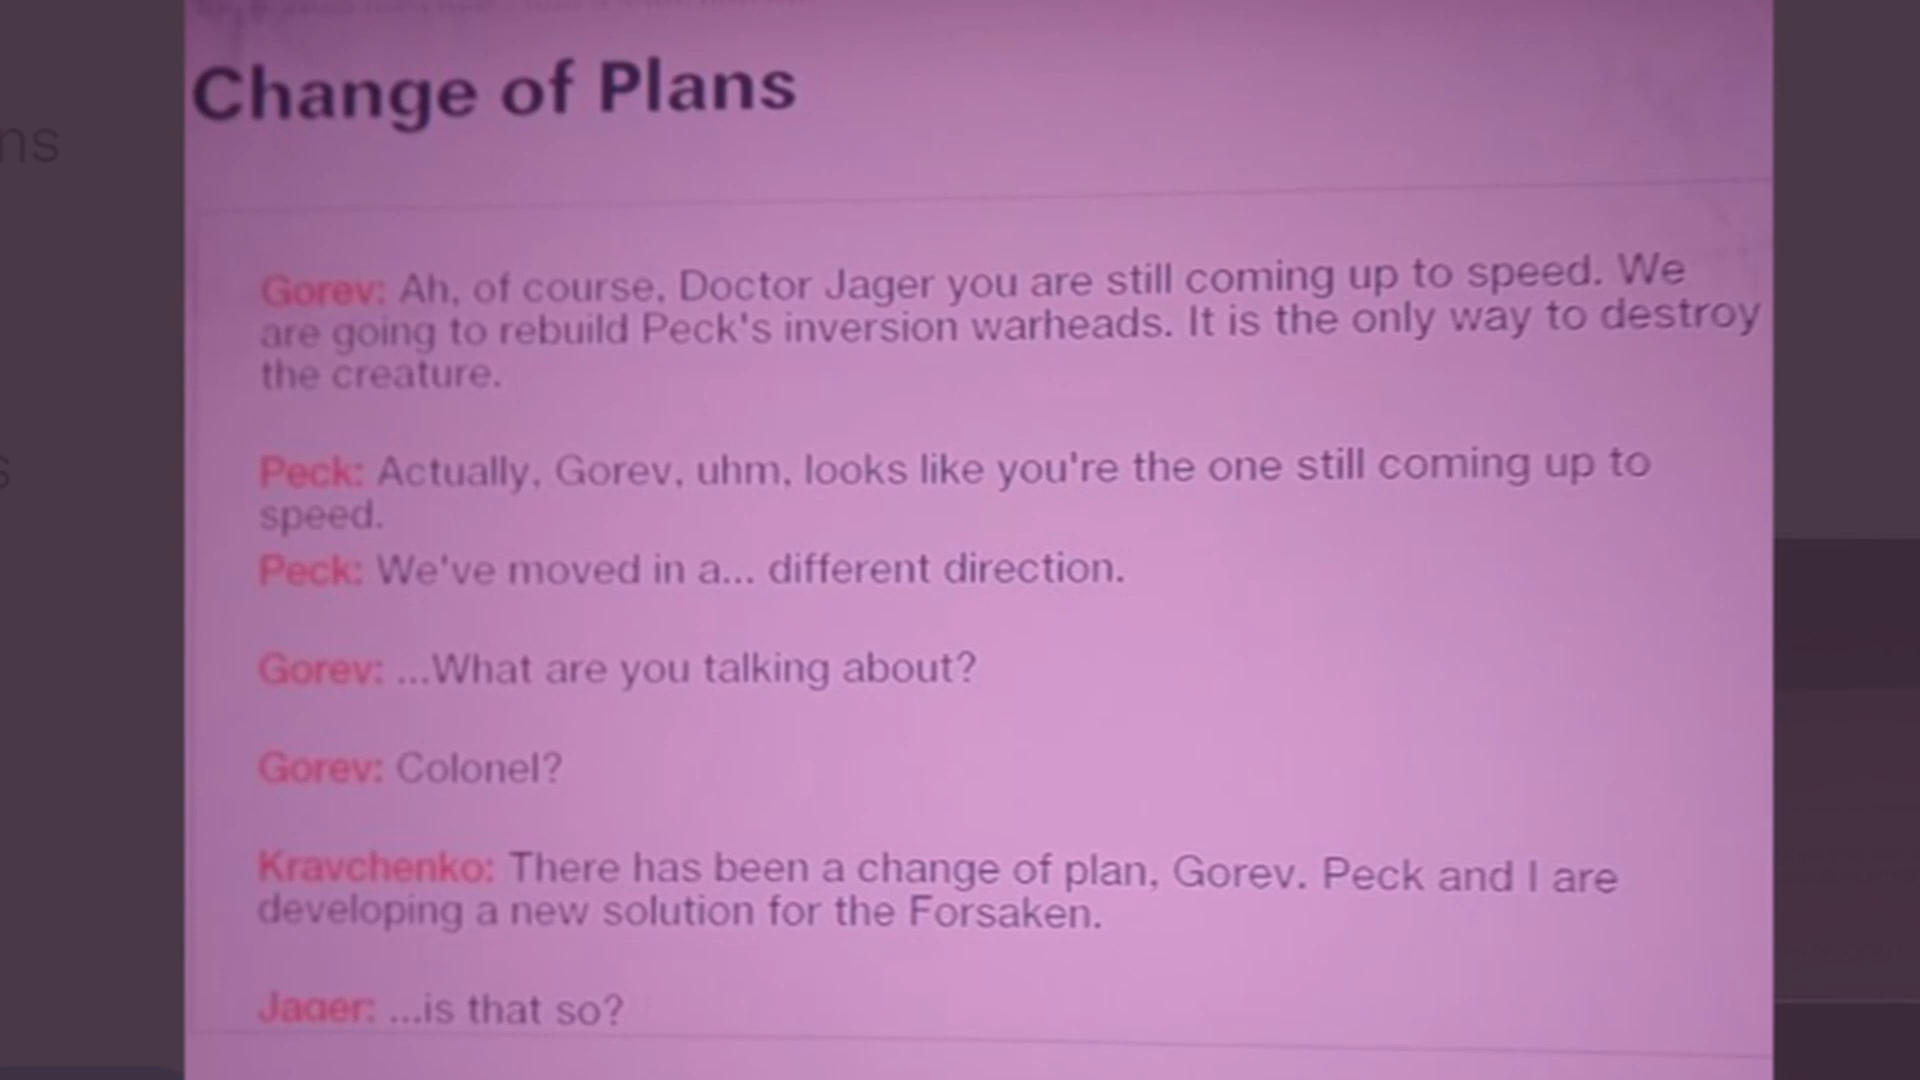 Change of Plans
ns
Gorev: Ah, of course, Doctor Jager you are still coming up to speed. We
are going to rebuild Peck's inversion warheads. It is the only way to destroy
the creature.
s
Peck: Actually, Gorev, uhm, looks like you're the one still coming up to
speed.
Peck: We've moved in a... different direction.
Gorev: ...What are you talking about?
Gorev: Colonel?
Kravchenko: There has been a change of plan, Gorev. Peck and I are
developing a new solution for the Forsaken.
Jager: ...is that so?